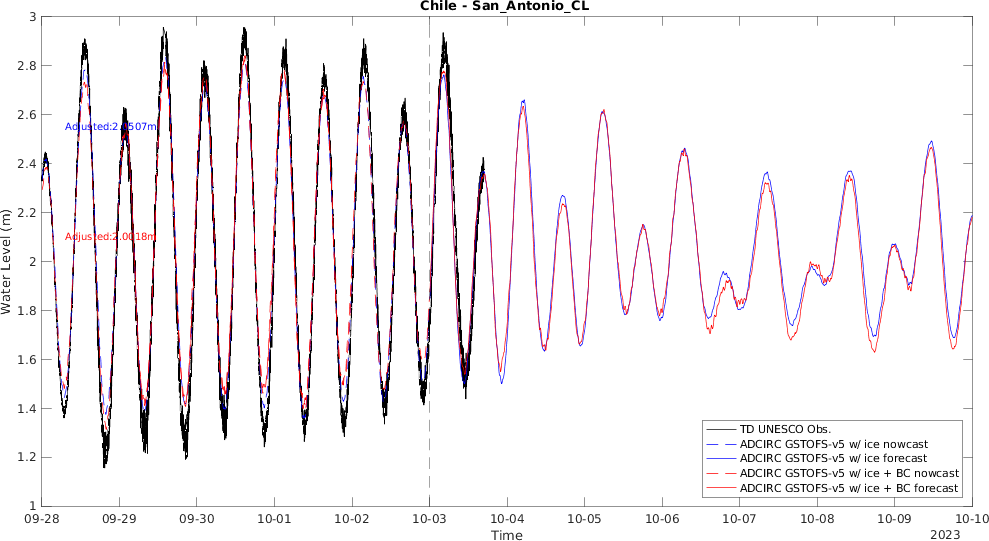 Chile - San_Antonio_CL
Water Level (m)
3
2.8
2.6
2.4
2.2
2
1.8
1.6
1.4
1.2
1
Adjusted:2.0018m
TD UNESCO Obs.
ADCIRC GSTOFS-v5 w/ ice nowcast
ADCIRC GSTOFS-v5 w/ ice forecast
ADCIRC GSTOFS-v5 w/ ice + BC nowcast
ADCIRC GSTOFS-v5 w/ ice + BC forecast
09-28 09-29 09-30 10-01 10-02 10-03 10-04 10-05 10-06 10-07 10-08 10-09 10-10
Time
2023